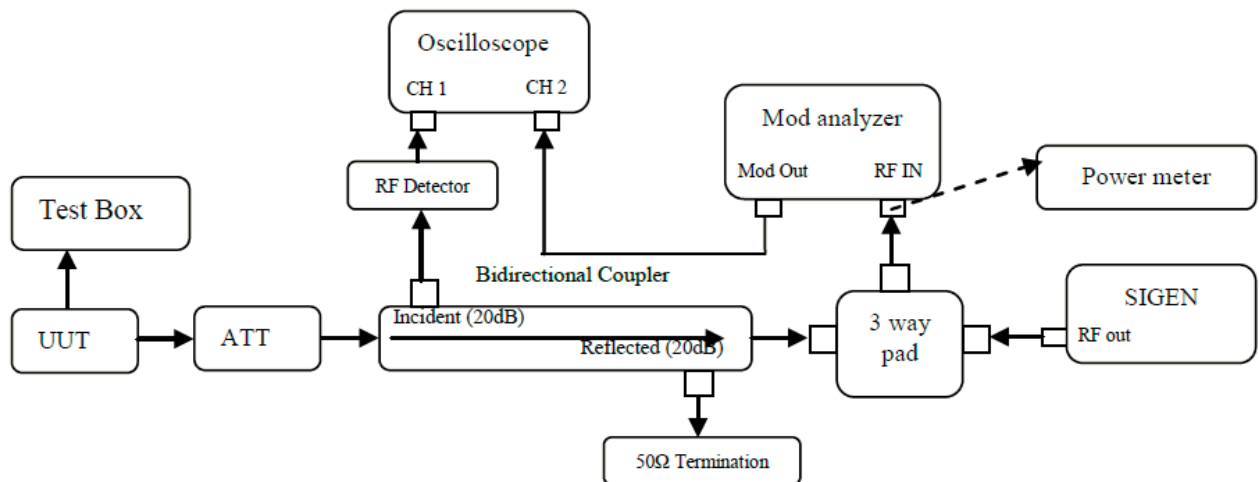 Oscilloscope
CH 1
CH 2
Mod analyzer
Mod Out
RF IN
Power meter
RF Detector
Test Box
Bidirectional Coupler
SIGEN
RF out
UUT
ATT
Incident (20dB)
Reflected (20dB)
3 way
pad
50Ω Termination